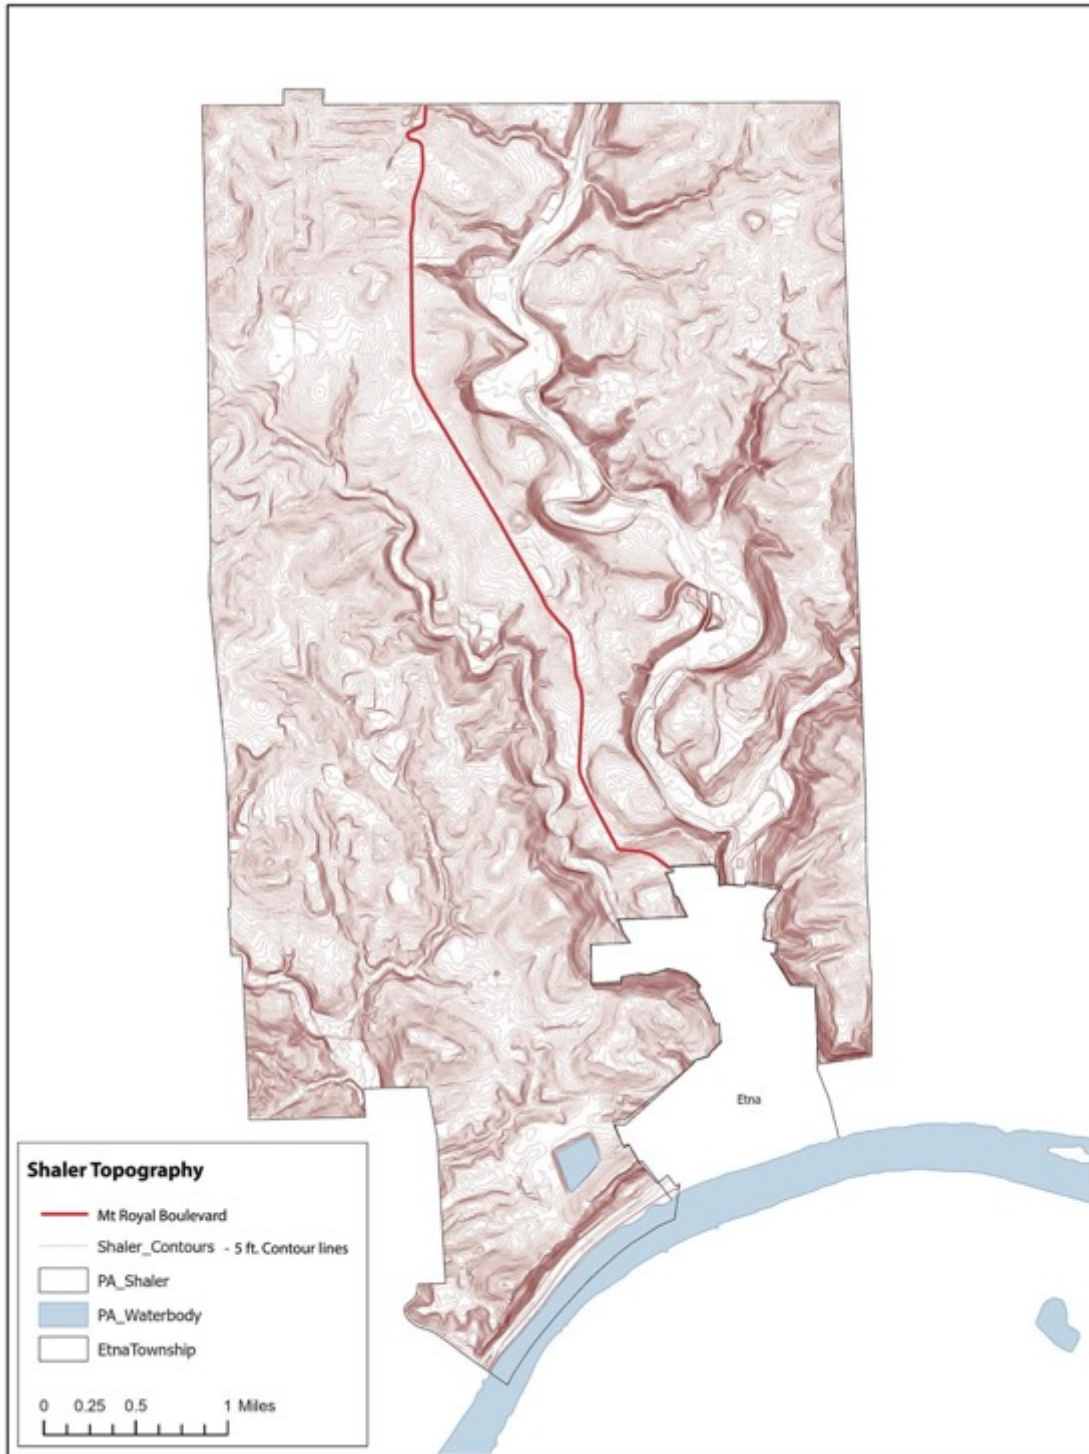 Etna
Shaler Topography
Mt Royal Boulevard
Shaler_Contours - 5 ft. Contour lines
PA_Shaler
PA_Waterbody
EtnaTownship
0 0.25 0.5 1 Miles